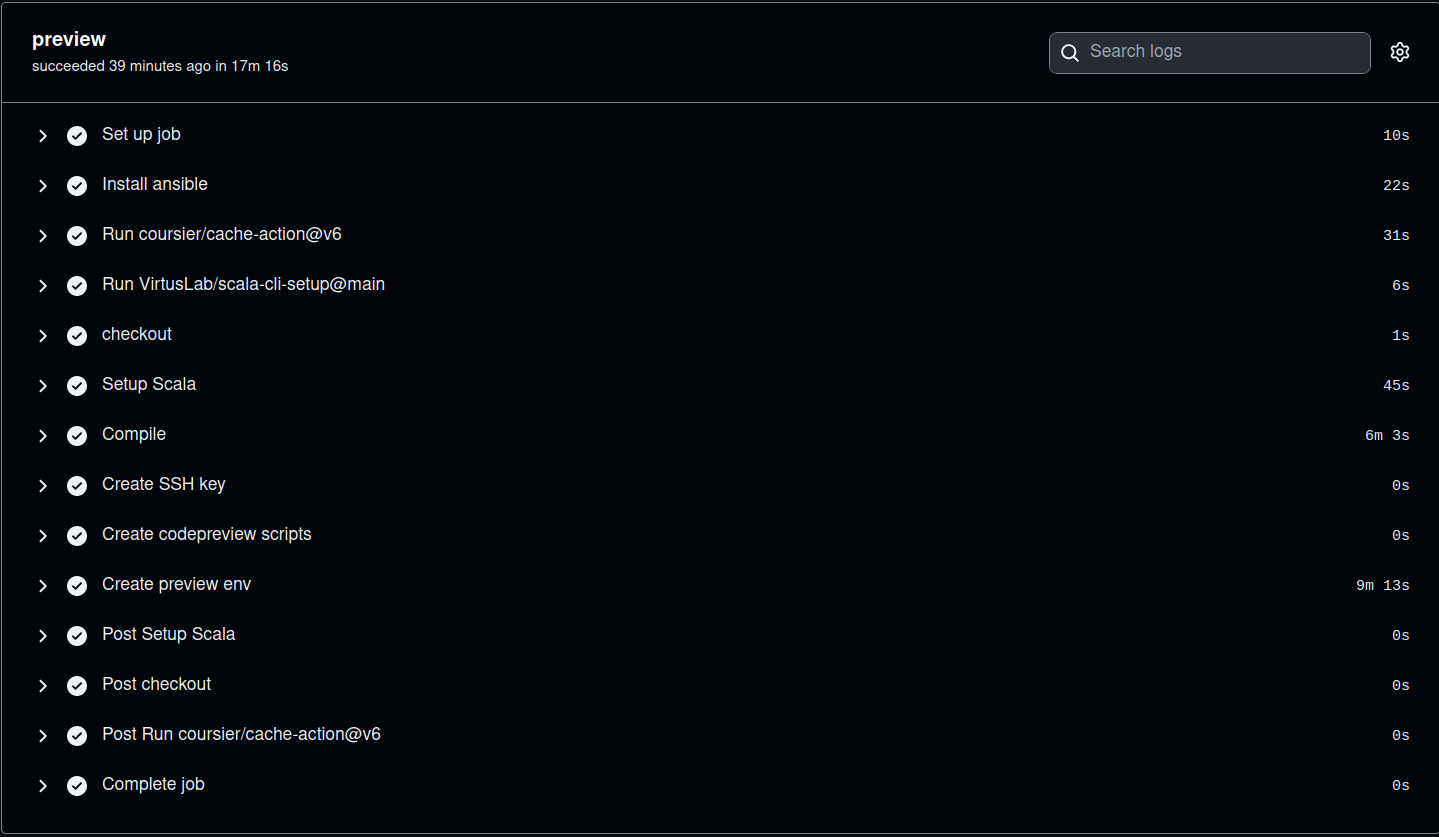 preview
succeeded 39 minutes ago in 17m 16s
Search logs
Set up job 10s
Install ansible 22s
Run coursier/cache-action@v6 31s
Run VirtusLab/scala-cli-setup@main 6s
checkout 1s
Setup Scala 45s
Compile 6m 3s
Create SSH key 0s
Create codepreview scripts 0s
Create preview env 9m 13s
Post Setup Scala 0s
Post checkout 0s
Post Run coursier/cache-action@v6 0s
Complete job 0s